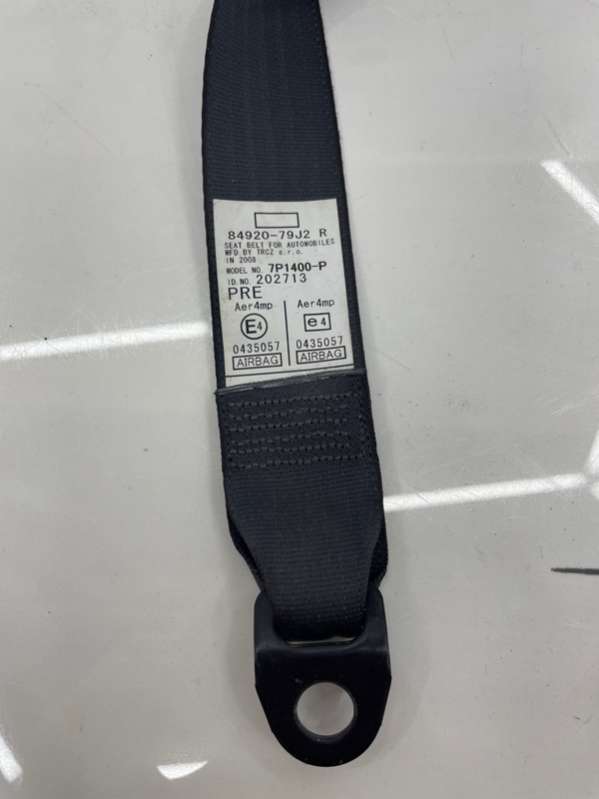 84920-79J2 R
SEAT BELT FOR AUTOMOBILES
MFD BY TRCZ s.r.o.
IN 2008
MODEL NO. 7P1400-P
ID NO. 202713
PRE
Aer4mp Aer4mp
E4 e4
0435057 0435057
AIRBAG AIRBAG